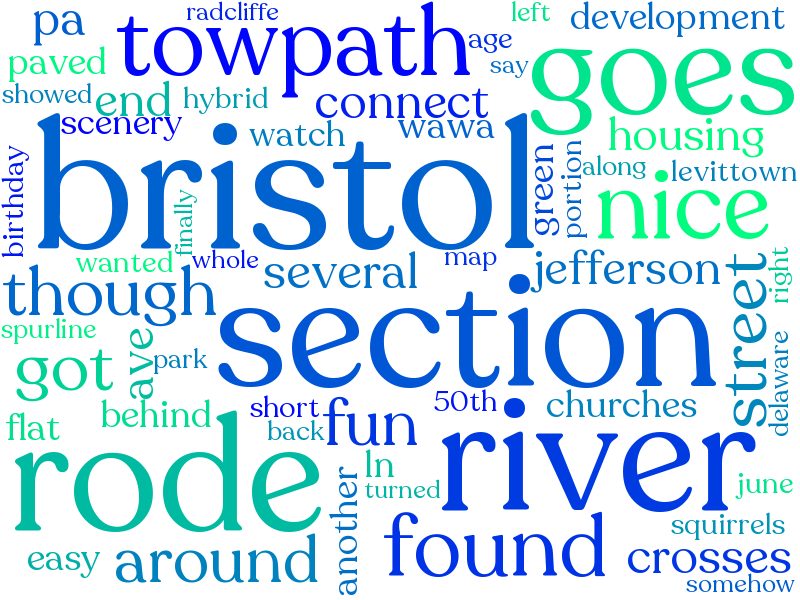 pa
radcliffe
left
development
towpath
age
goes
paved
say
showed
end
hybrid
connect
scenery
watch
wawa
housing
bristol
green
portion
along
levittown
birthday
finally
nice
wanted
whole
several
map
jefferson
street
right
though
section
spurline
ave
park
got
delaware
short
50th
churches
flat
behind
back
fun
river
rode
ln
turned
june
another
found
squirrels
easy
around
crosses
somehow